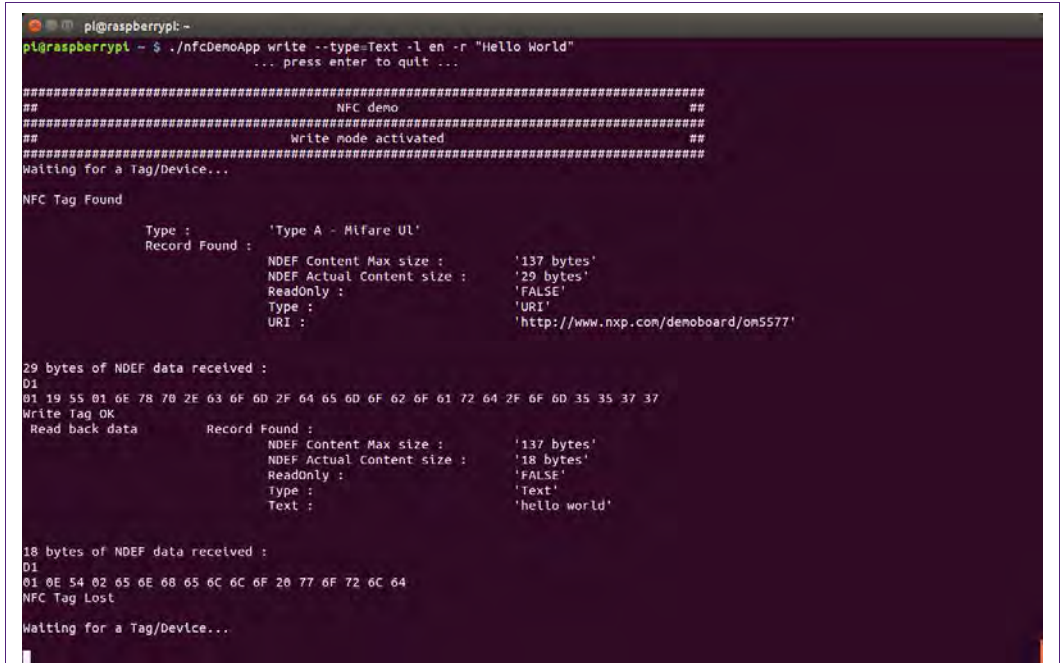 pi@raspberrypi: ~
pi@raspberrypi ~ $ ./nfcDemoApp write --type=Text -l en -r "Hello World"
... press enter to quit ...
#########################################################################################
## NFC demo ##
#########################################################################################
## Write mode activated ##
#########################################################################################
Waiting for a Tag/Device...
NFC Tag Found
Type : 'Type A - Mifare Ul'
Record Found :
NDEF Content Max size : '137 bytes'
NDEF Actual Content size : '29 bytes'
ReadOnly : 'FALSE'
Type : 'URI'
URI : 'http://www.nxp.com/demoboard/om5577'
29 bytes of NDEF data received :
D1
01 19 55 01 6E 78 70 2E 63 6F 6D 2F 64 65 6D 6F 62 6F 61 72 64 2F 6F 6D 35 35 37 37
Write Tag OK
Read back data Record Found :
NDEF Content Max size : '137 bytes'
NDEF Actual Content size : '18 bytes'
ReadOnly : 'FALSE'
Type : 'Text'
Text : 'hello world'
18 bytes of NDEF data received :
D1
01 0E 54 02 65 6E 68 65 6C 6C 6F 20 77 6F 72 6C 64
NFC Tag Lost
Waiting for a Tag/Device...